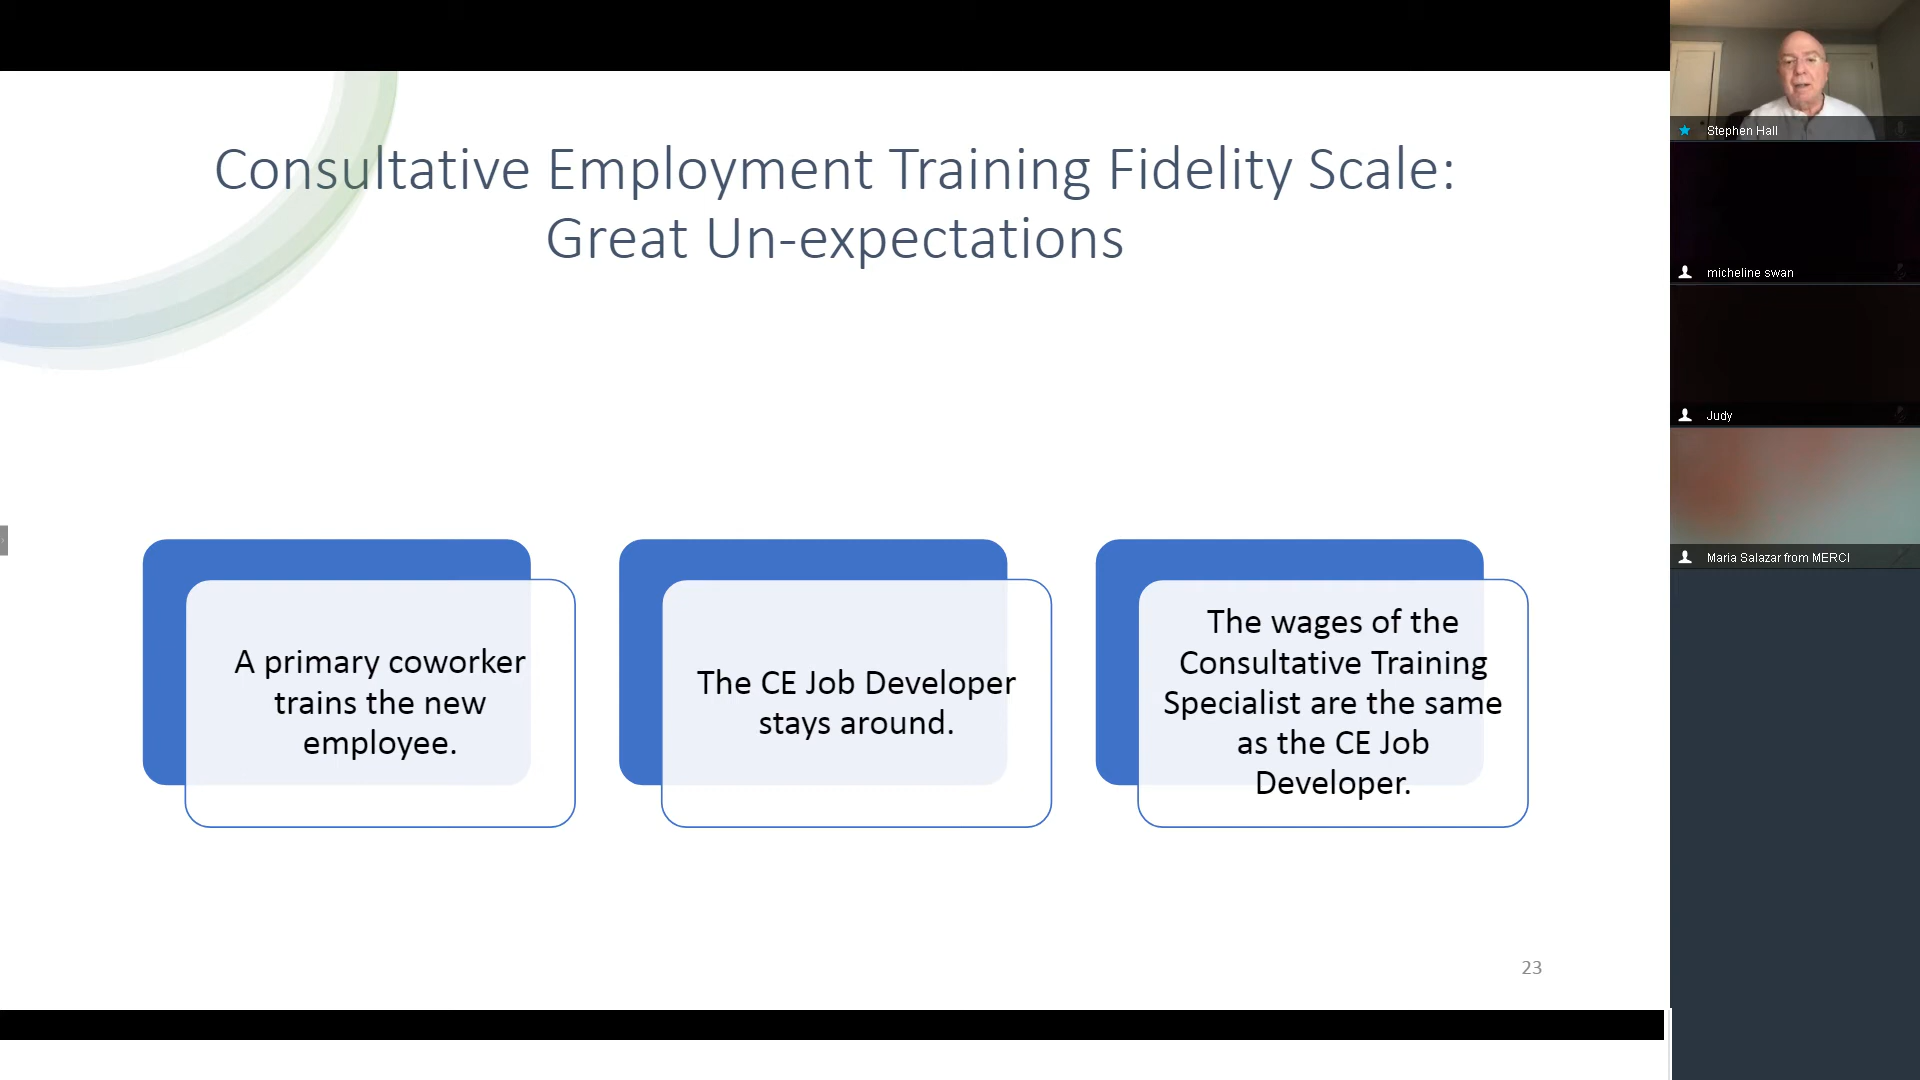 Consultative Employment Training Fidelity Scale:
Great Un-expectations
A primary coworker
trains the new
employee.
The CE Job Developer
stays around.
The wages of the
Consultative Training
Specialist are the same
as the CE Job
Developer.
23
Stephen Hall
micheline swan
Judy
Maria Salazar from MERCI